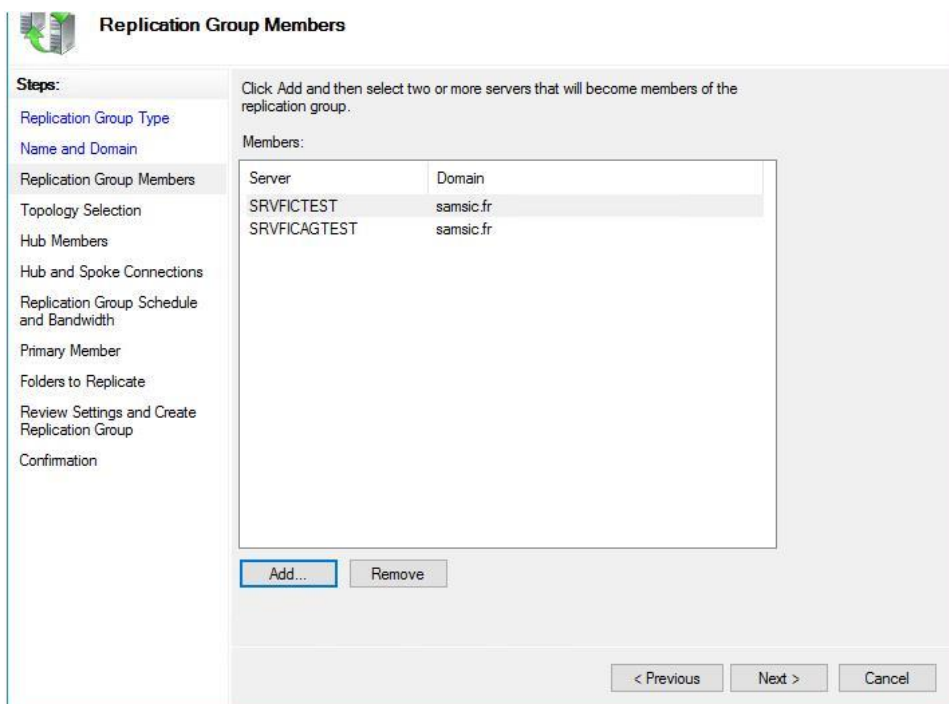 Replication Group Members
Steps:
Replication Group Type
Name and Domain
Replication Group Members
Topology Selection
Hub Members
Hub and Spoke Connections
Replication Group Schedule
and Bandwidth
Primary Member
Folders to Replicate
Review Settings and Create
Replication Group
Confirmation
Click Add and then select two or more servers that will become members of the
replication group.
Members:
Server Domain
SRVFICTEST samsic.fr
SRVFICAGTEST samsic.fr
Add... Remove
< Previous Next > Cancel